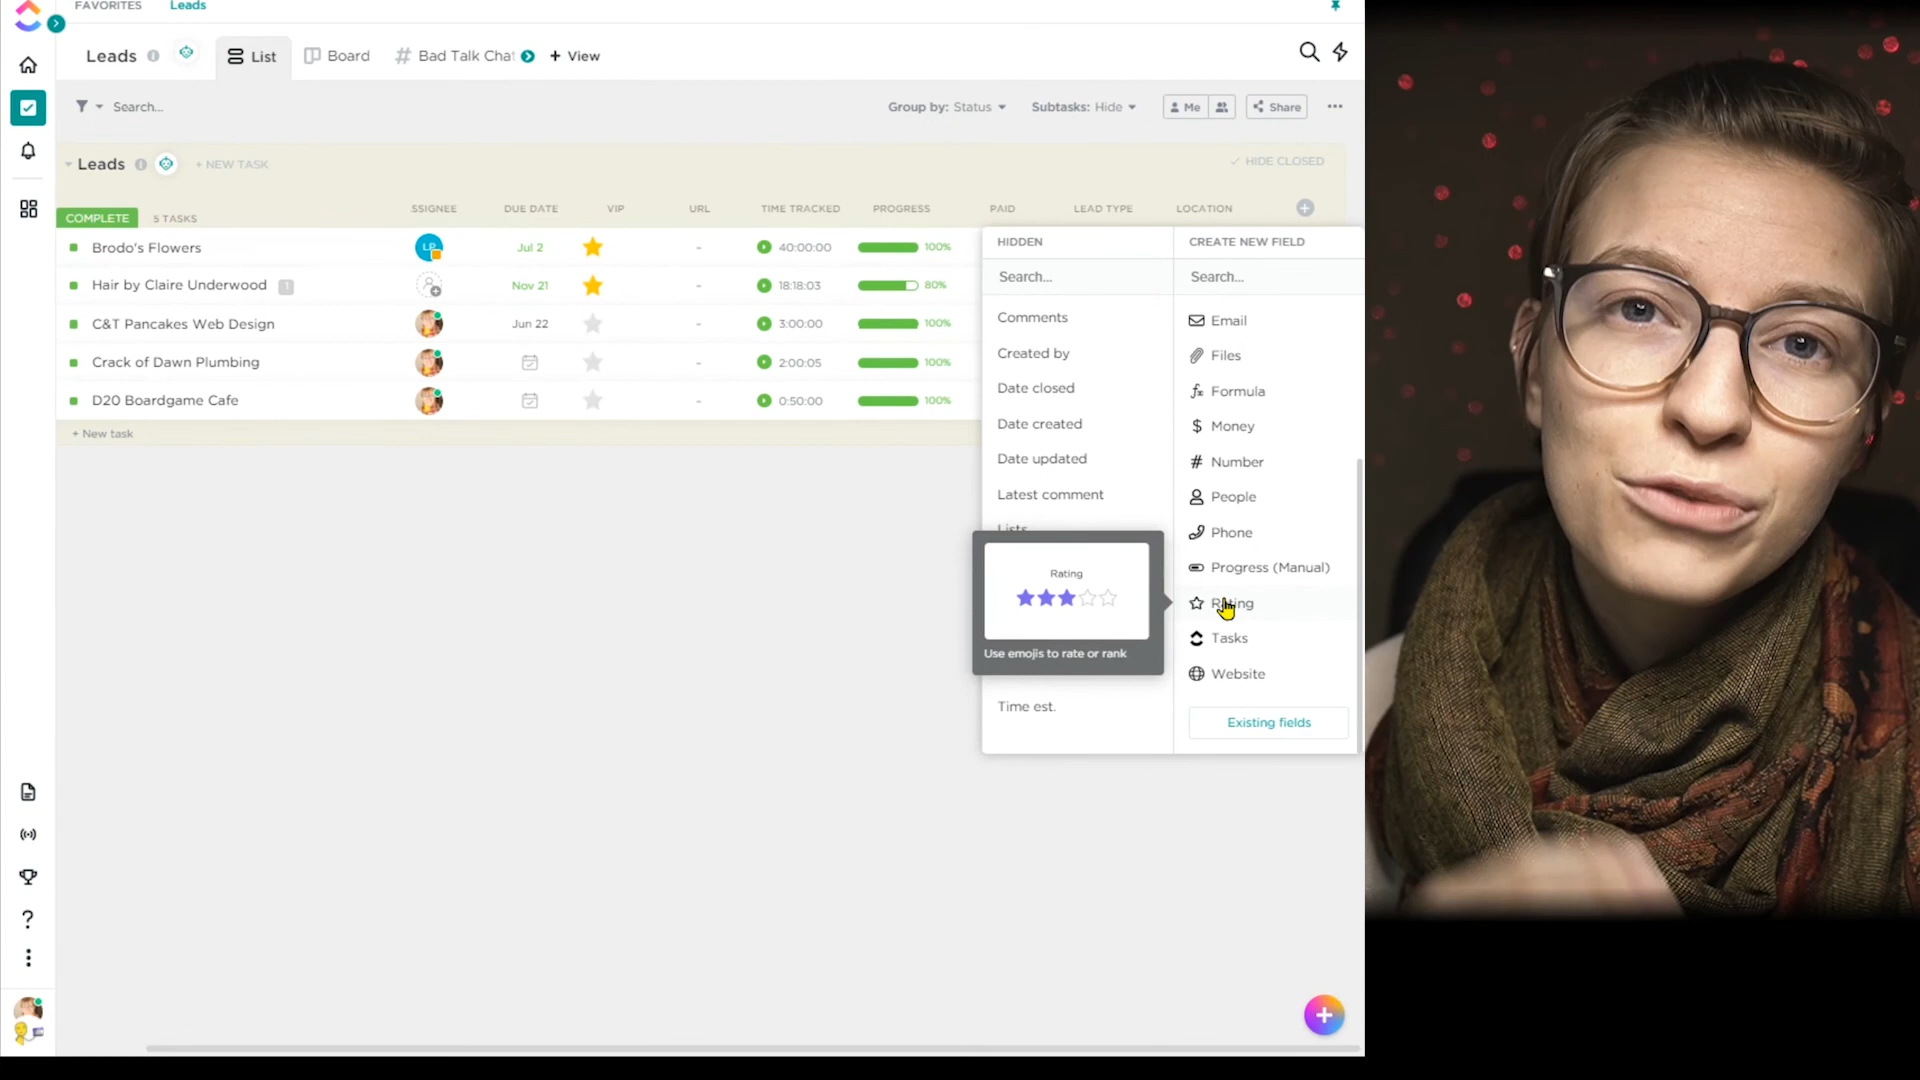 FAVORITES Leads
Leads List Board # Bad Talk Chat + View
Search... Group by: Status Subtasks: Hide Me Share
Leads + NEW TASK HIDE CLOSED
COMPLETE 5 TASKS SSIGNEE DUE DATE VIP URL TIME TRACKED PROGRESS PAID LEAD TYPE LOCATION
Brodo's Flowers LP Jul 2 - 40:00:00 100%
Hair by Claire Underwood 1 Nov 21 - 18:18:03 80%
C&T Pancakes Web Design Jun 22 - 3:00:00 100%
Crack of Dawn Plumbing - 2:00:05 100%
D20 Boardgame Cafe - 0:50:00 100%
+ New task
HIDDEN
Search...
Comments
Created by
Date closed
Date created
Date updated
Latest comment
Lists
Rating
Use emojis to rate or rank
Time est.
CREATE NEW FIELD
Search...
Email
Files
fx Formula
$ Money
# Number
People
Phone
Progress (Manual)
Rating
Tasks
Website
Existing fields